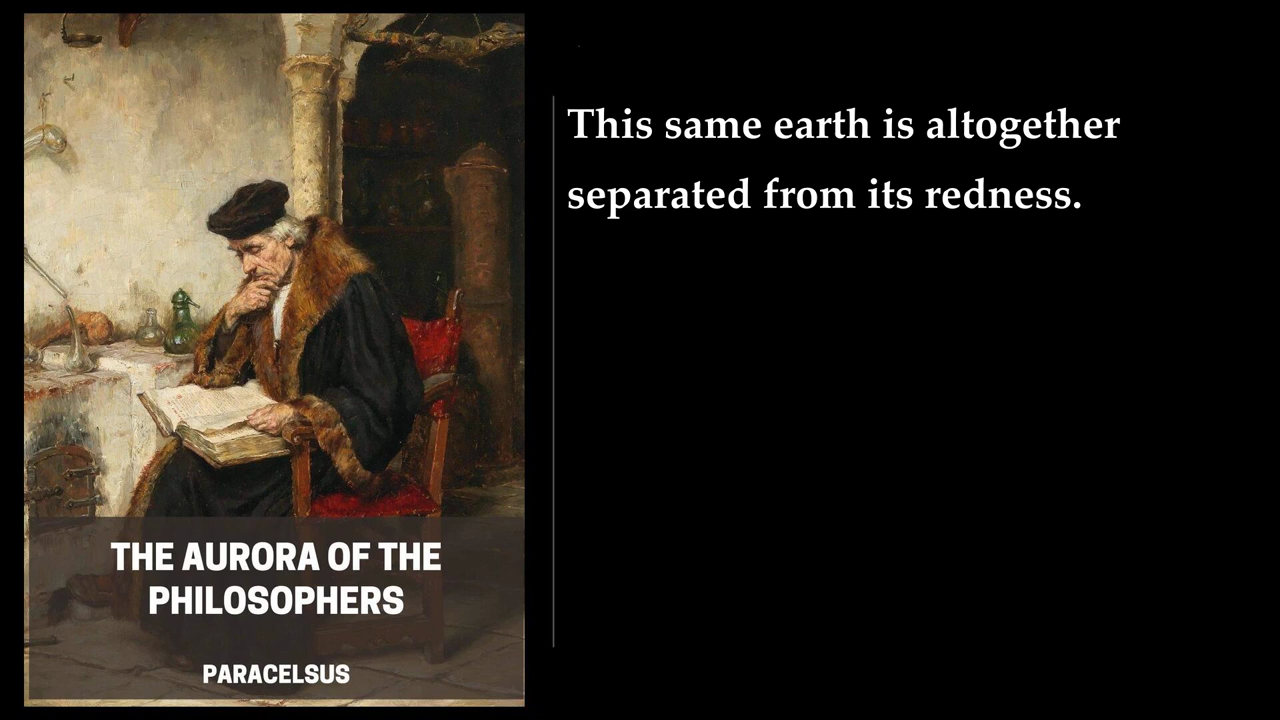 This same earth is altogether
separated from its redness.
THE AURORA OF THE
PHILOSOPHERS
PARACELSUS